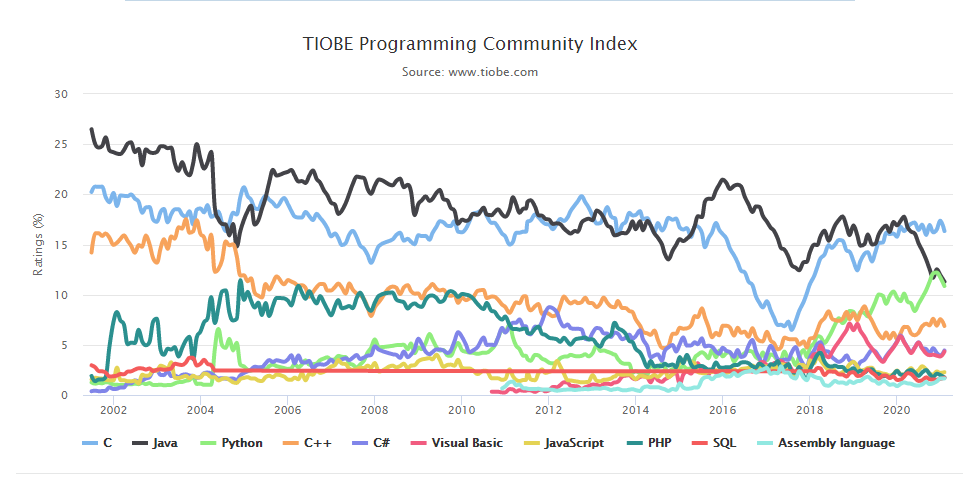 TIOBE Programming Community Index
Source: www.tiobe.com
Ratings (%)
30
25
20
15
10
5
0
2002 2004 2006 2008 2010 2012 2014 2016 2018 2020
C Java Python C++ C# Visual Basic JavaScript PHP SQL Assembly language